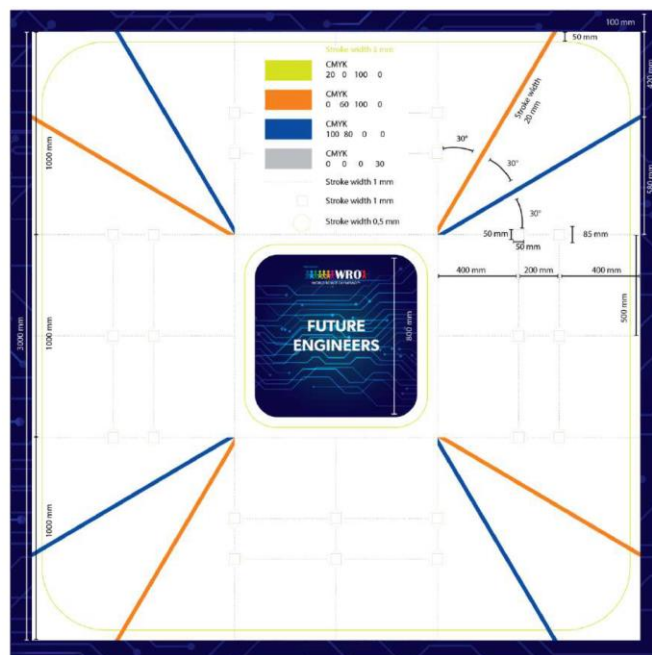 100 mm
50 mm
420 mm
Stroke width 3 mm
CMYK
20 0 100 0
CMYK
0 60 100 0
CMYK
100 80 0 0
CMYK
0 0 0 30
Stroke width 1 mm
Stroke width 1 mm
Stroke width 0,5 mm
Stroke width
20 mm
30°
30°
30°
1000 mm
580 mm
50 mm
50 mm
85 mm
400 mm
200 mm
400 mm
500 mm
WRO
WORLD ROBOT OLYMPIAD™
FUTURE
ENGINEERS
800 mm
3000 mm
1000 mm
1000 mm